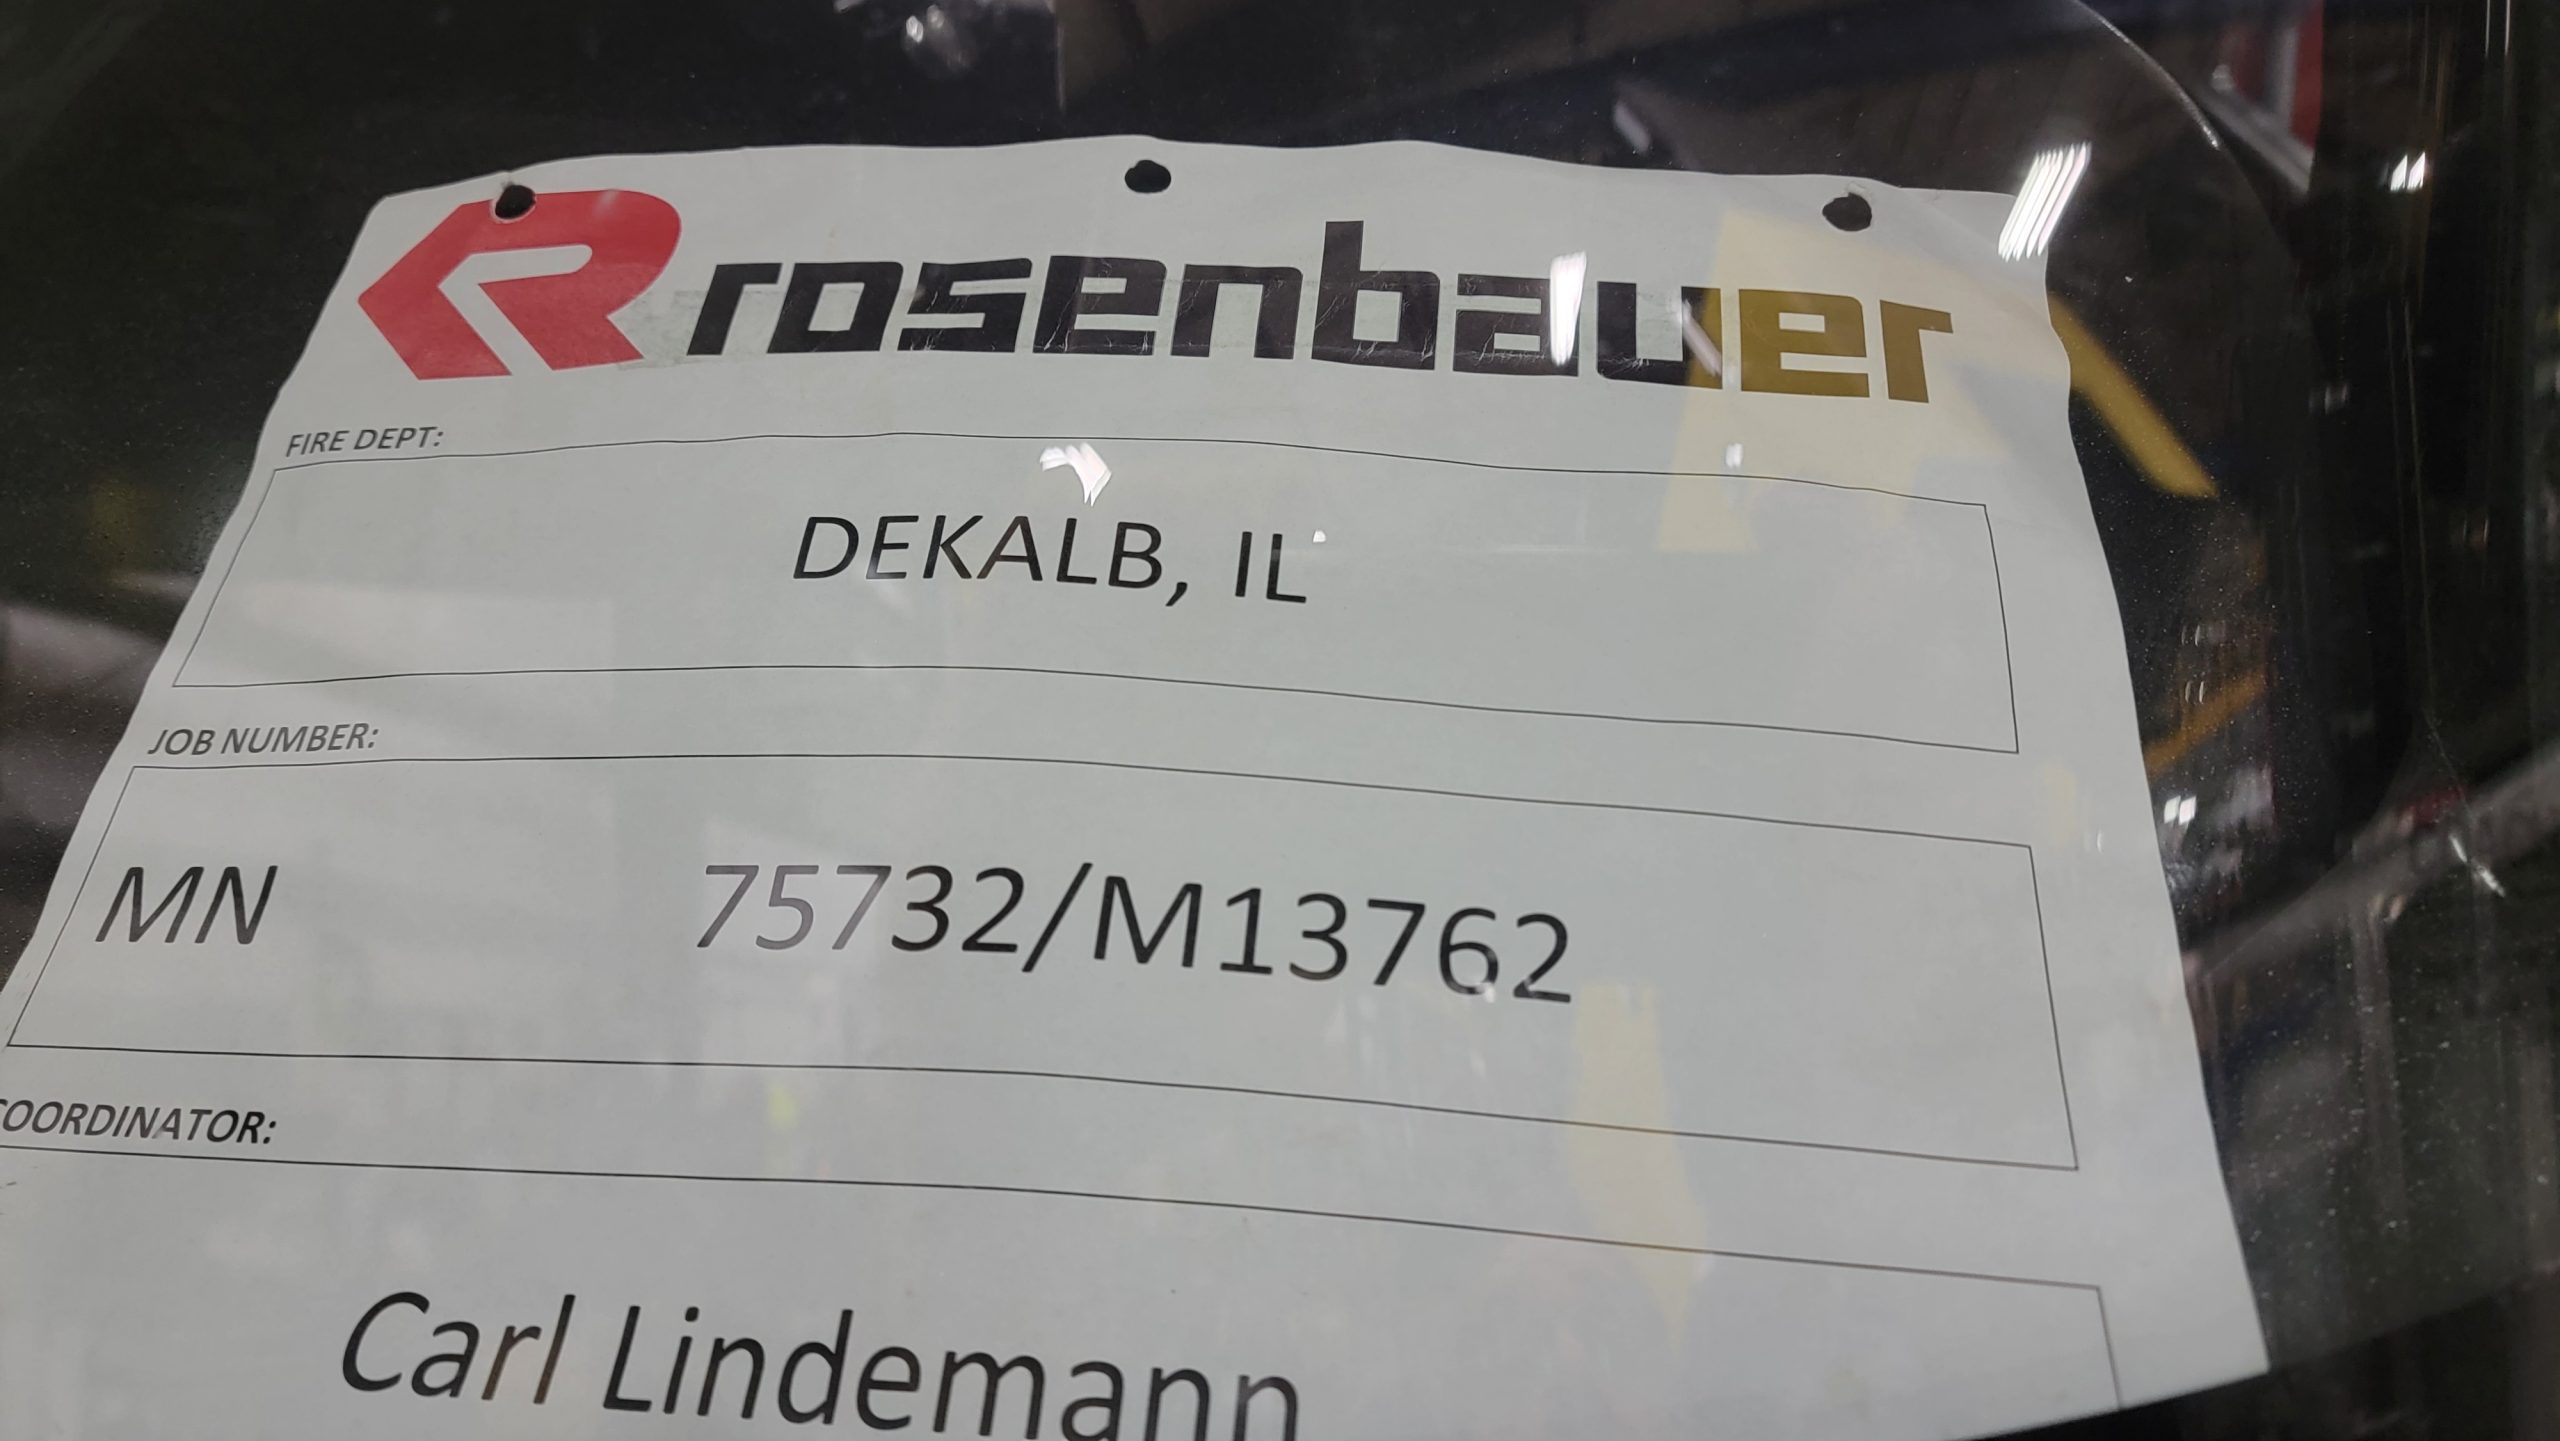 rosenbauer
FIRE DEPT:
DEKALB, IL
JOB NUMBER:
MN 75732/M13762
COORDINATOR:
Carl Lindemann